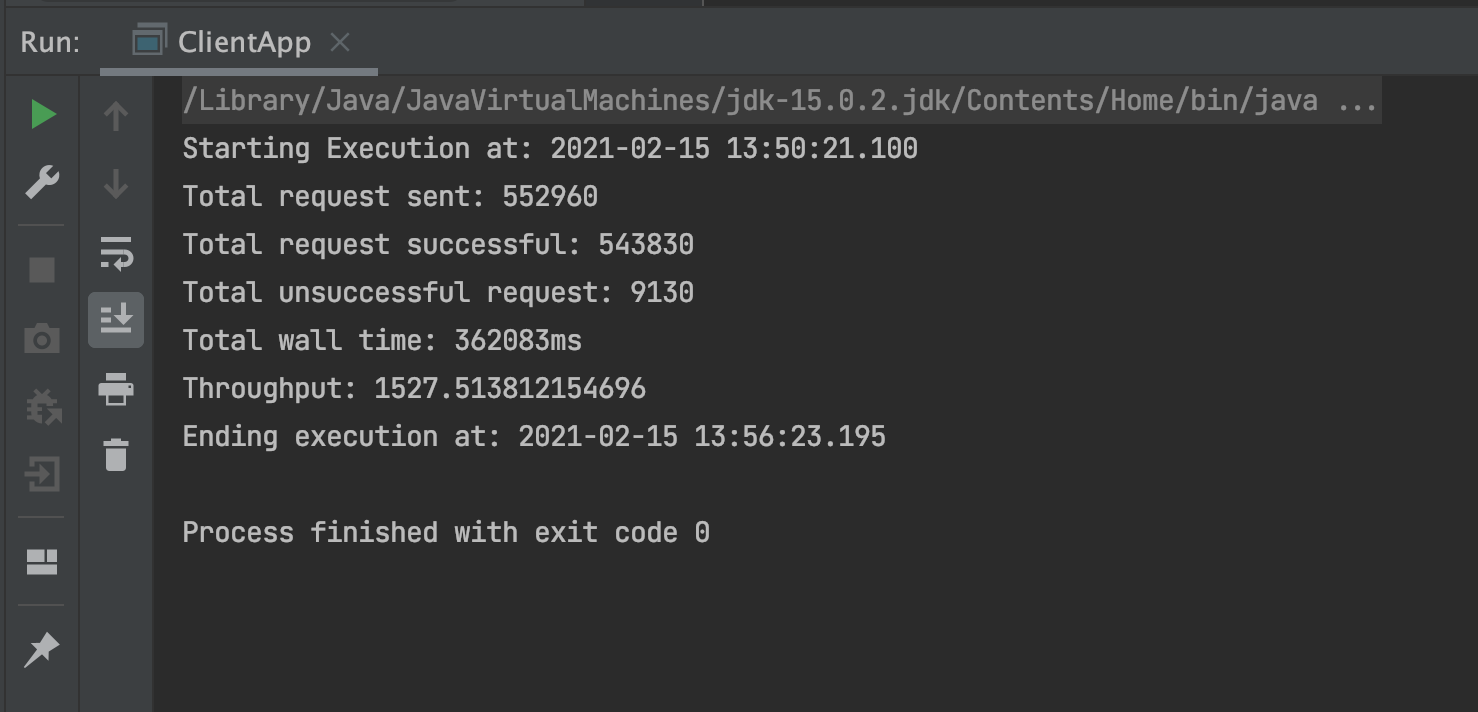 Run: ClientApp
/Library/Java/JavaVirtualMachines/jdk-15.0.2.jdk/Contents/Home/bin/java ...
Starting Execution at: 2021-02-15 13:50:21.100
Total request sent: 552960
Total request successful: 543830
Total unsuccessful request: 9130
Total wall time: 362083ms
Throughput: 1527.513812154696
Ending execution at: 2021-02-15 13:56:23.195
Process finished with exit code 0